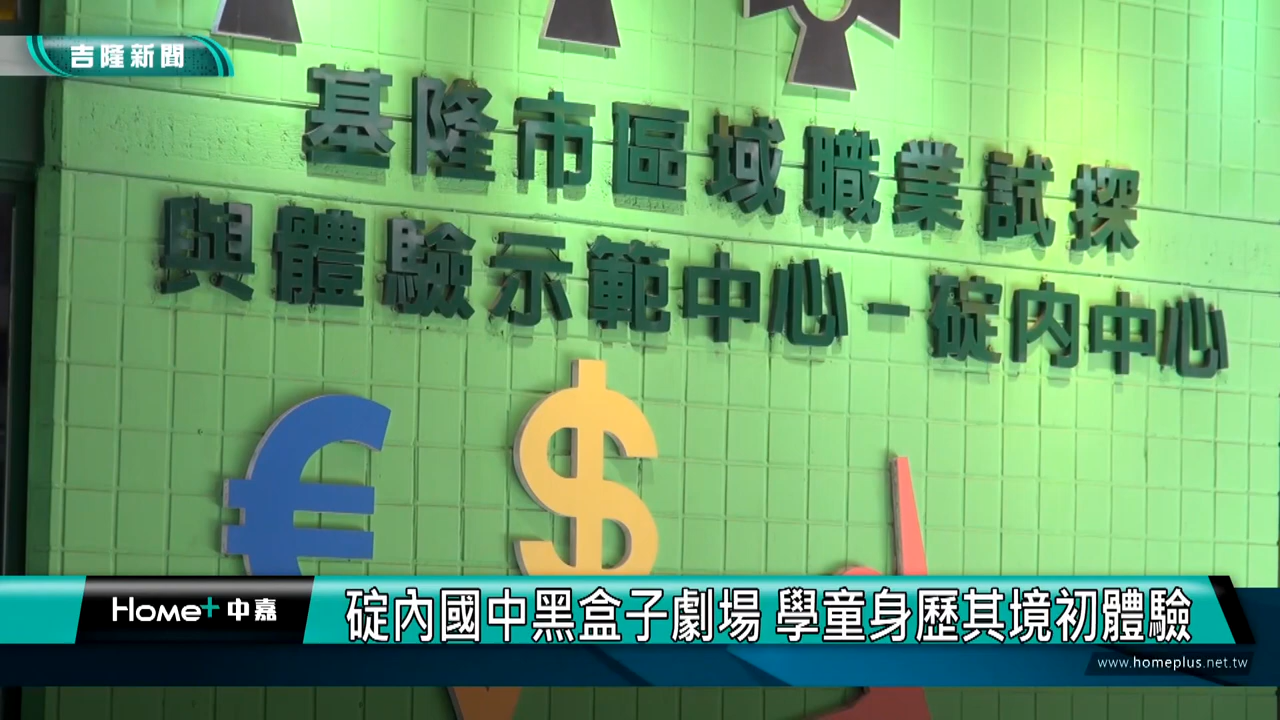 吉隆新聞
基隆市區域職業試探
與體驗示範中心－碇內中心
€ $
Home+中嘉
碇內國中黑盒子劇場 學童身歷其境初體驗
www.homeplus.net.tw